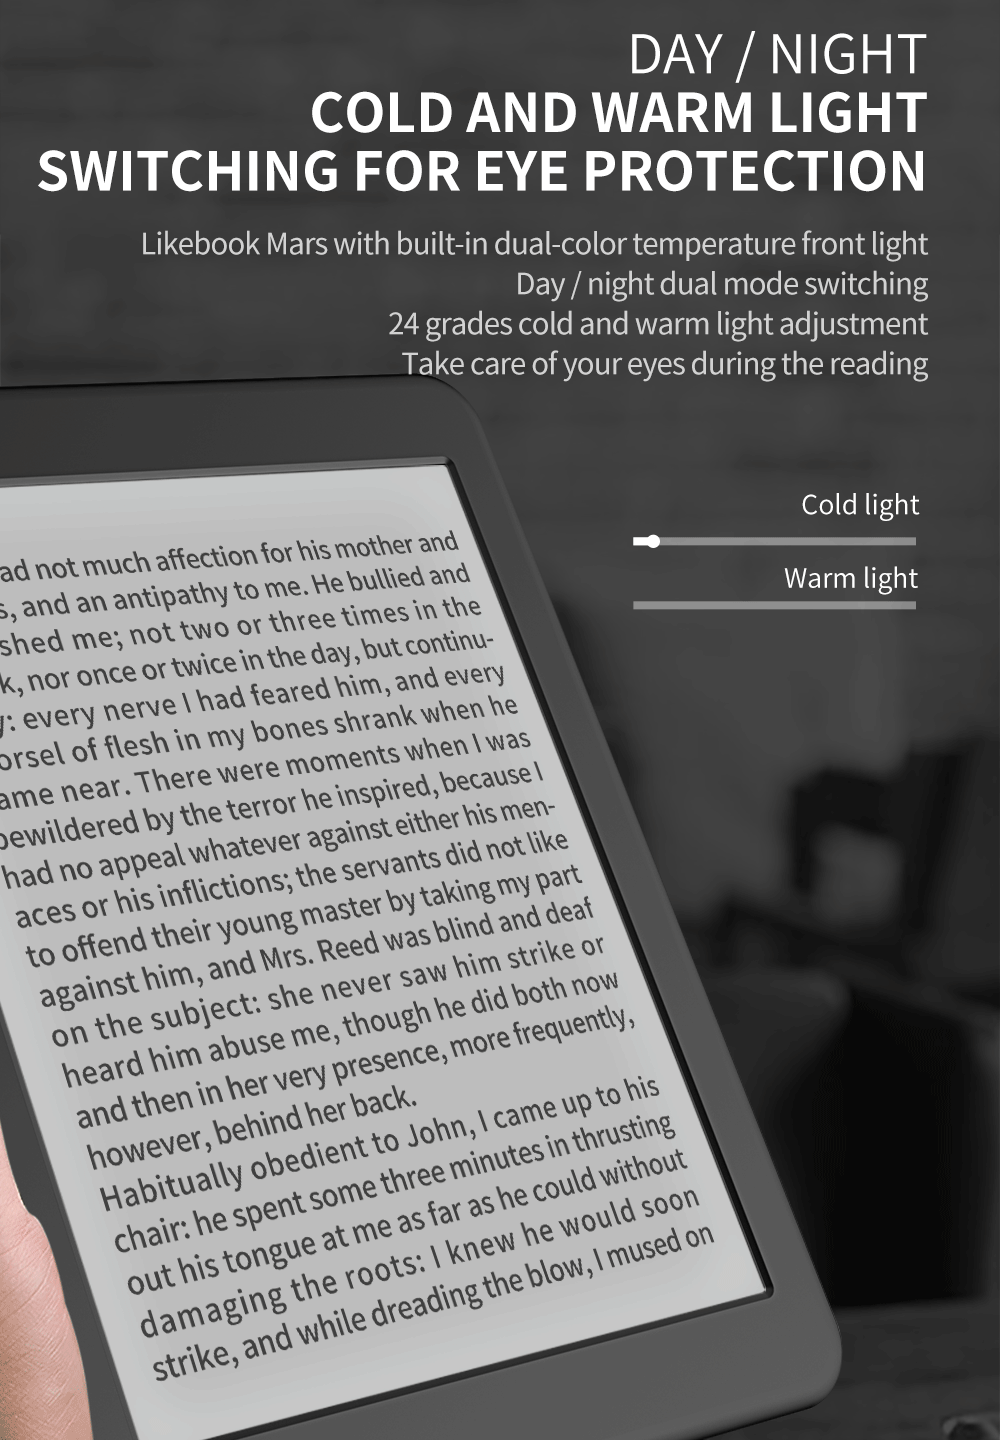 DAY / NIGHT
COLD AND WARM LIGHT
SWITCHING FOR EYE PROTECTION
Likebook Mars with built-in dual-color temperature front light
Day / night dual mode switching
24 grades cold and warm light adjustment
Take care of your eyes during the reading
Cold light
Warm light
ad not much affection for his mother and
s, and an antipathy to me. He bullied and
shed me; not two or three times in the
k, nor once or twice in the day, but continu-
y: every nerve I had feared him, and every
orsel of flesh in my bones shrank when he
ame near. There were moments when I was
bewildered by the terror he inspired, because I
had no appeal whatever against either his men-
aces or his inflictions; the servants did not like
to offend their young master by taking my part
against him, and Mrs. Reed was blind and deaf
on the subject: she never saw him strike or
heard him abuse me, though he did both now
and then in her very presence, more frequently,
however, behind her back.
Habitually obedient to John, I came up to his
chair: he spent some three minutes in thrusting
out his tongue at me as far as he could without
damaging the roots: I knew he would soon
strike, and while dreading the blow, I mused on